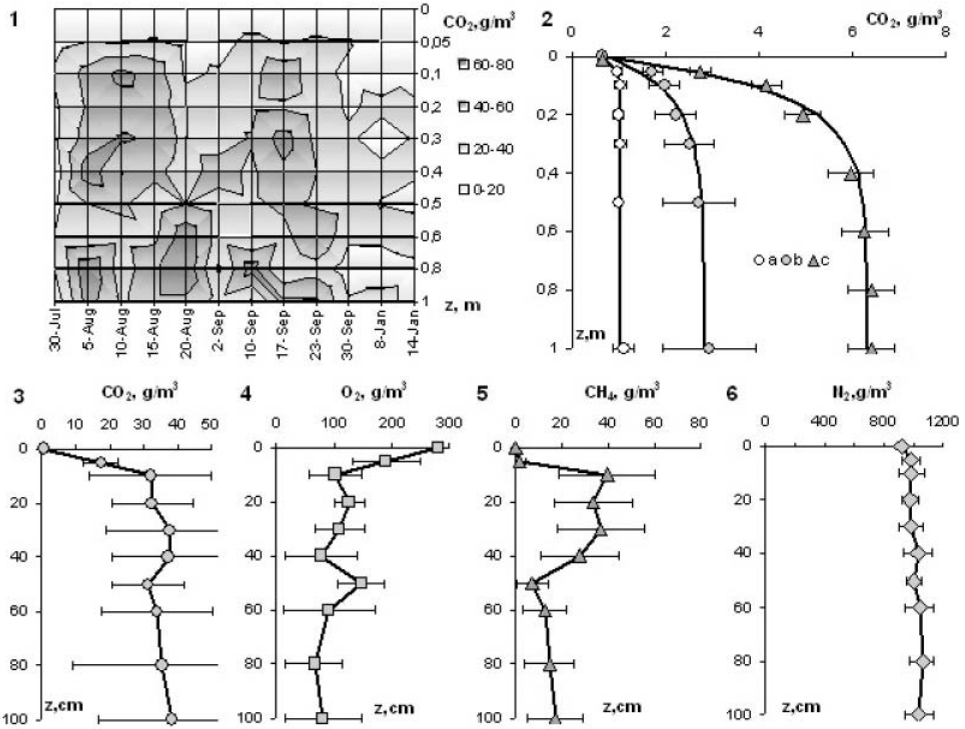 1
CO₂, g/m³
60-80
40-60
20-40
0-20
0
0,05
0,1
0,2
0,3
0,4
0,5
0,6
0,8
1
z, m
30-Jul
5-Aug
10-Aug
15-Aug
20-Aug
2-Sep
10-Sep
17-Sep
23-Sep
30-Sep
8-Jan
14-Jan
2
CO₂, g/m³
0 2 4 6 8
0
0,2
0,4
0,6
0,8
1
a b c
z,m
3
CO₂, g/m³
0 10 20 30 40 50
0
20
40
60
80
100
z,cm
4
O₂, g/m³
0 100 200 300
0
20
40
60
80
100
z,cm
5
CH₄, g/m³
0 20 40 60 80
0
20
40
60
80
100
z,cm
6
N₂,g/m³
0 400 800 1200
0
20
40
60
80
100
z,cm